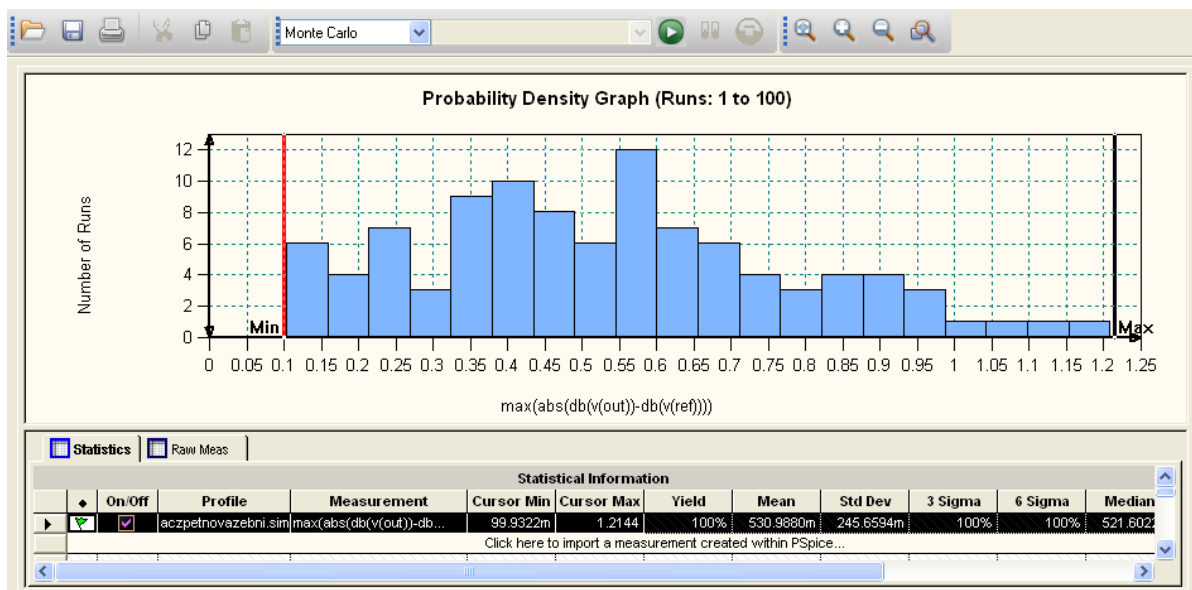 Monte Carlo
Probability Density Graph (Runs: 1 to 100)
Number of Runs
12
10
8
6
4
2
0
Min
Max
0 0.05 0.1 0.15 0.2 0.25 0.3 0.35 0.4 0.45 0.5 0.55 0.6 0.65 0.7 0.75 0.8 0.85 0.9 0.95 1 1.05 1.1 1.15 1.2 1.25
max(abs(db(v(out))-db(v(ref))))
Statistics Raw Meas
Statistical Information
On/Off Profile Measurement Cursor Min Cursor Max Yield Mean Std Dev 3 Sigma 6 Sigma Median
aczpetnovazebni.sim max(abs(db(v(out))-db... 99.9322m 1.2144 100% 530.9880m 245.6594m 100% 100% 521.6022
Click here to import a measurement created within PSpice...